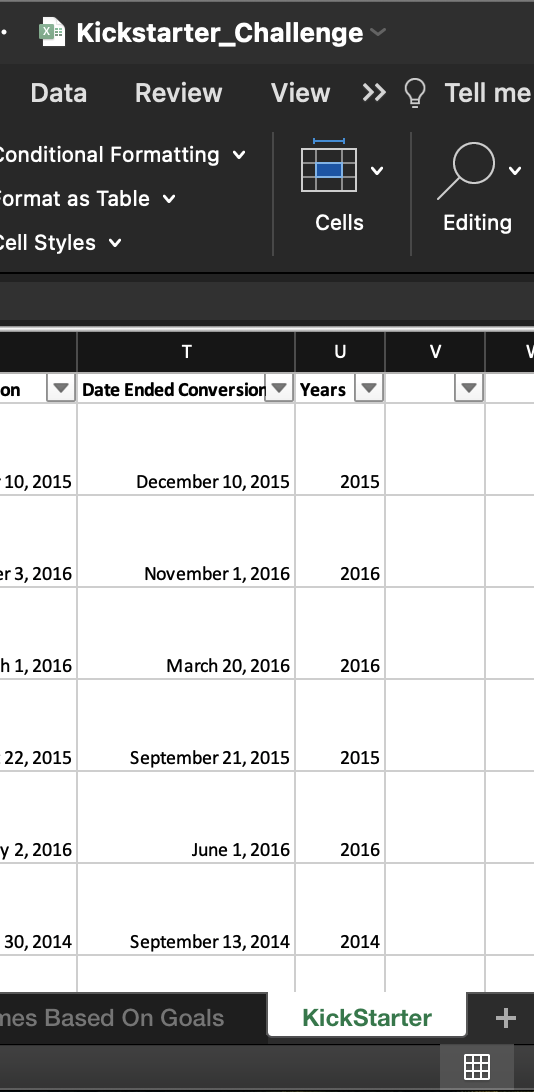 Kickstarter_Challenge
Data Review View >> Tell me
Conditional Formatting
Format as Table
Cell Styles
Cells
Editing
T U V
on Date Ended Conversion Years
10, 2015 December 10, 2015 2015
er 3, 2016 November 1, 2016 2016
h 1, 2016 March 20, 2016 2016
22, 2015 September 21, 2015 2015
y 2, 2016 June 1, 2016 2016
30, 2014 September 13, 2014 2014
mes Based On Goals KickStarter +